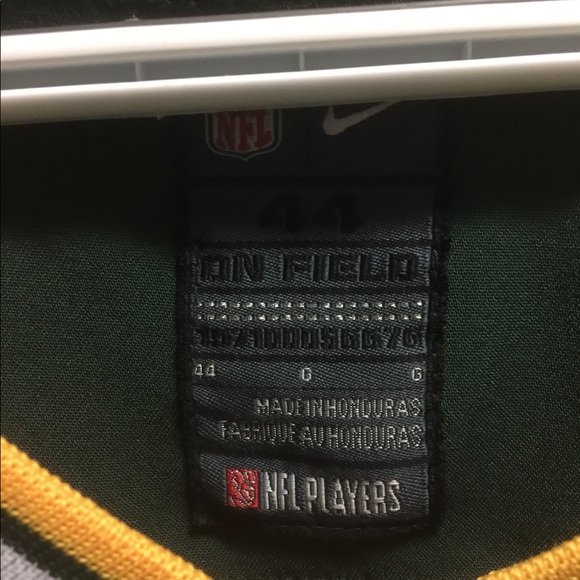 NFL
44
ON FIELD
44 G G
MADE IN HONDURAS
FABRIQUE AU HONDURAS
NFL PLAYERS